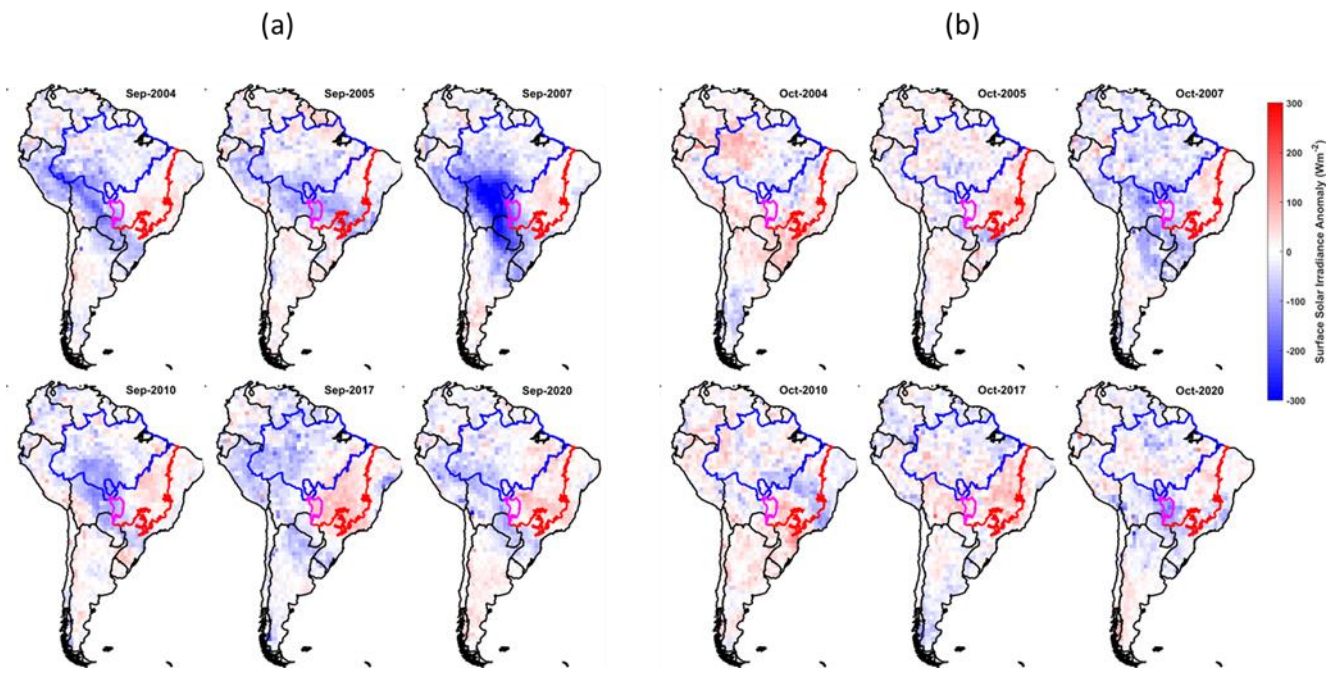 (a) (b)
Sep-2004 Sep-2005 Sep-2007 Oct-2004 Oct-2005 Oct-2007
300
200
100
0
-100
-200
-300
Surface Solar Irradiance Anomaly (Wm-2)
Sep-2010 Sep-2017 Sep-2020 Oct-2010 Oct-2017 Oct-2020